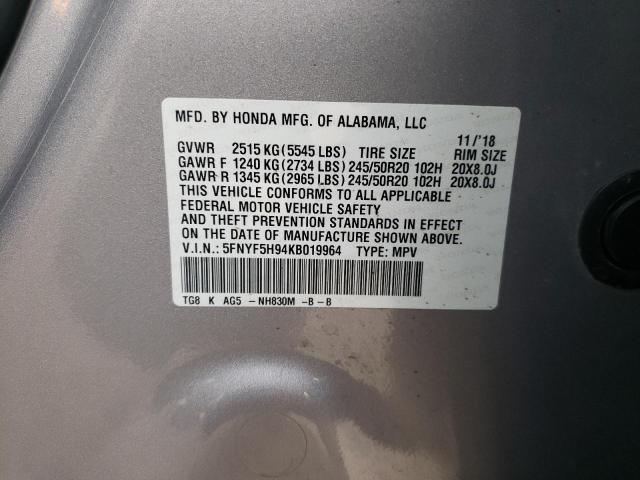 MFD. BY HONDA MFG. OF ALABAMA, LLC
11/'18
GVWR 2515 KG(5545 LBS) TIRE SIZE RIM SIZE
GAWR F 1240 KG(2734 LBS)245/50R20 102H 20X8.0J
GAWR R 1345 KG(2965 LBS)245/50R20 102H 20X8.0J
THIS VEHICLE CONFORMS TO ALL APPLICABLE
FEDERAL MOTOR VEHICLE SAFETY
AND THEFT PREVENTION STANDARDS IN EFFECT
ON THE DATE OF MANUFACTURE SHOWN ABOVE.
V.I.N.: 5FNYF5H94KB019964 TYPE: MPV
TG8 K AG5 -NH830M -B -B